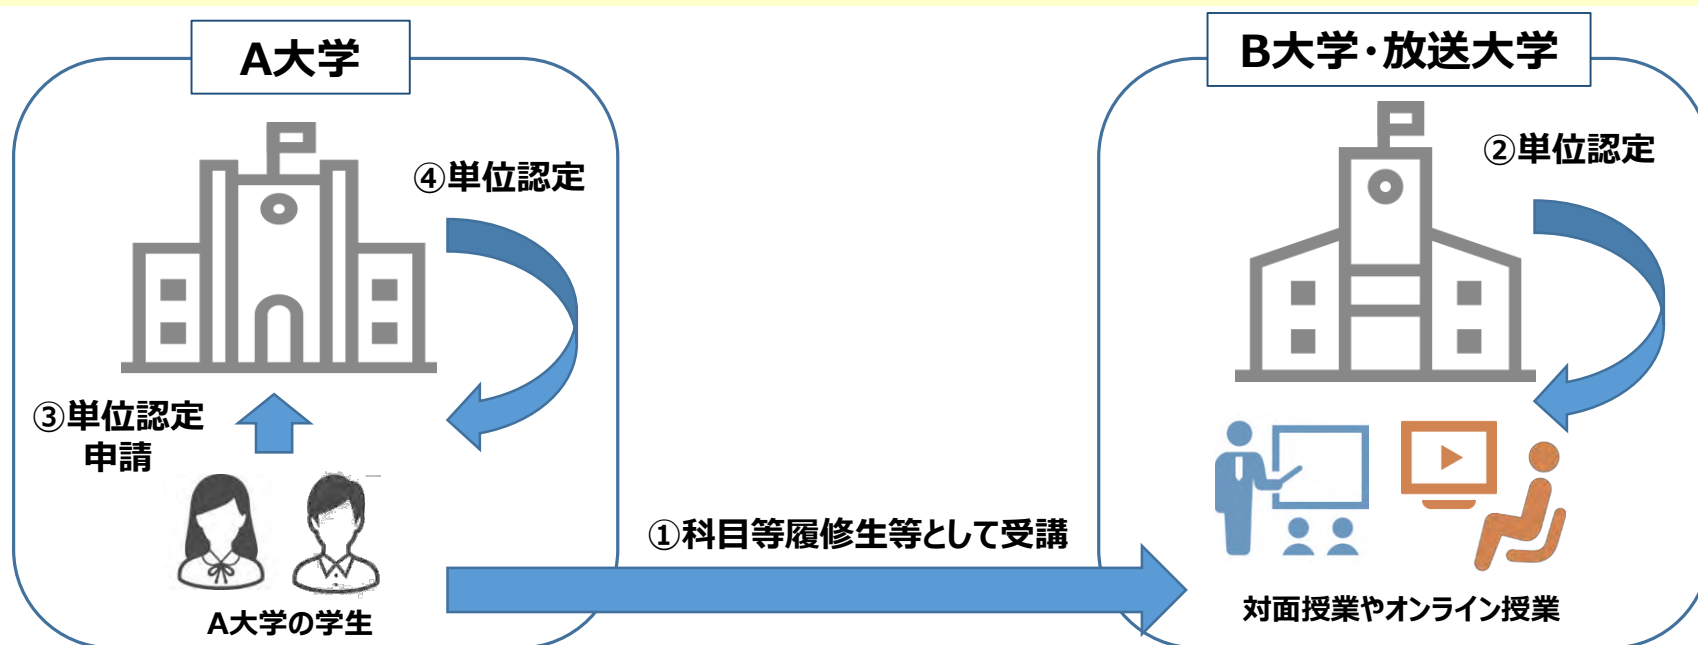 A大学
B大学・放送大学
④単位認定
②単位認定
③単位認定
申請
①科目等履修生等として受講
A大学の学生
対面授業やオンライン授業